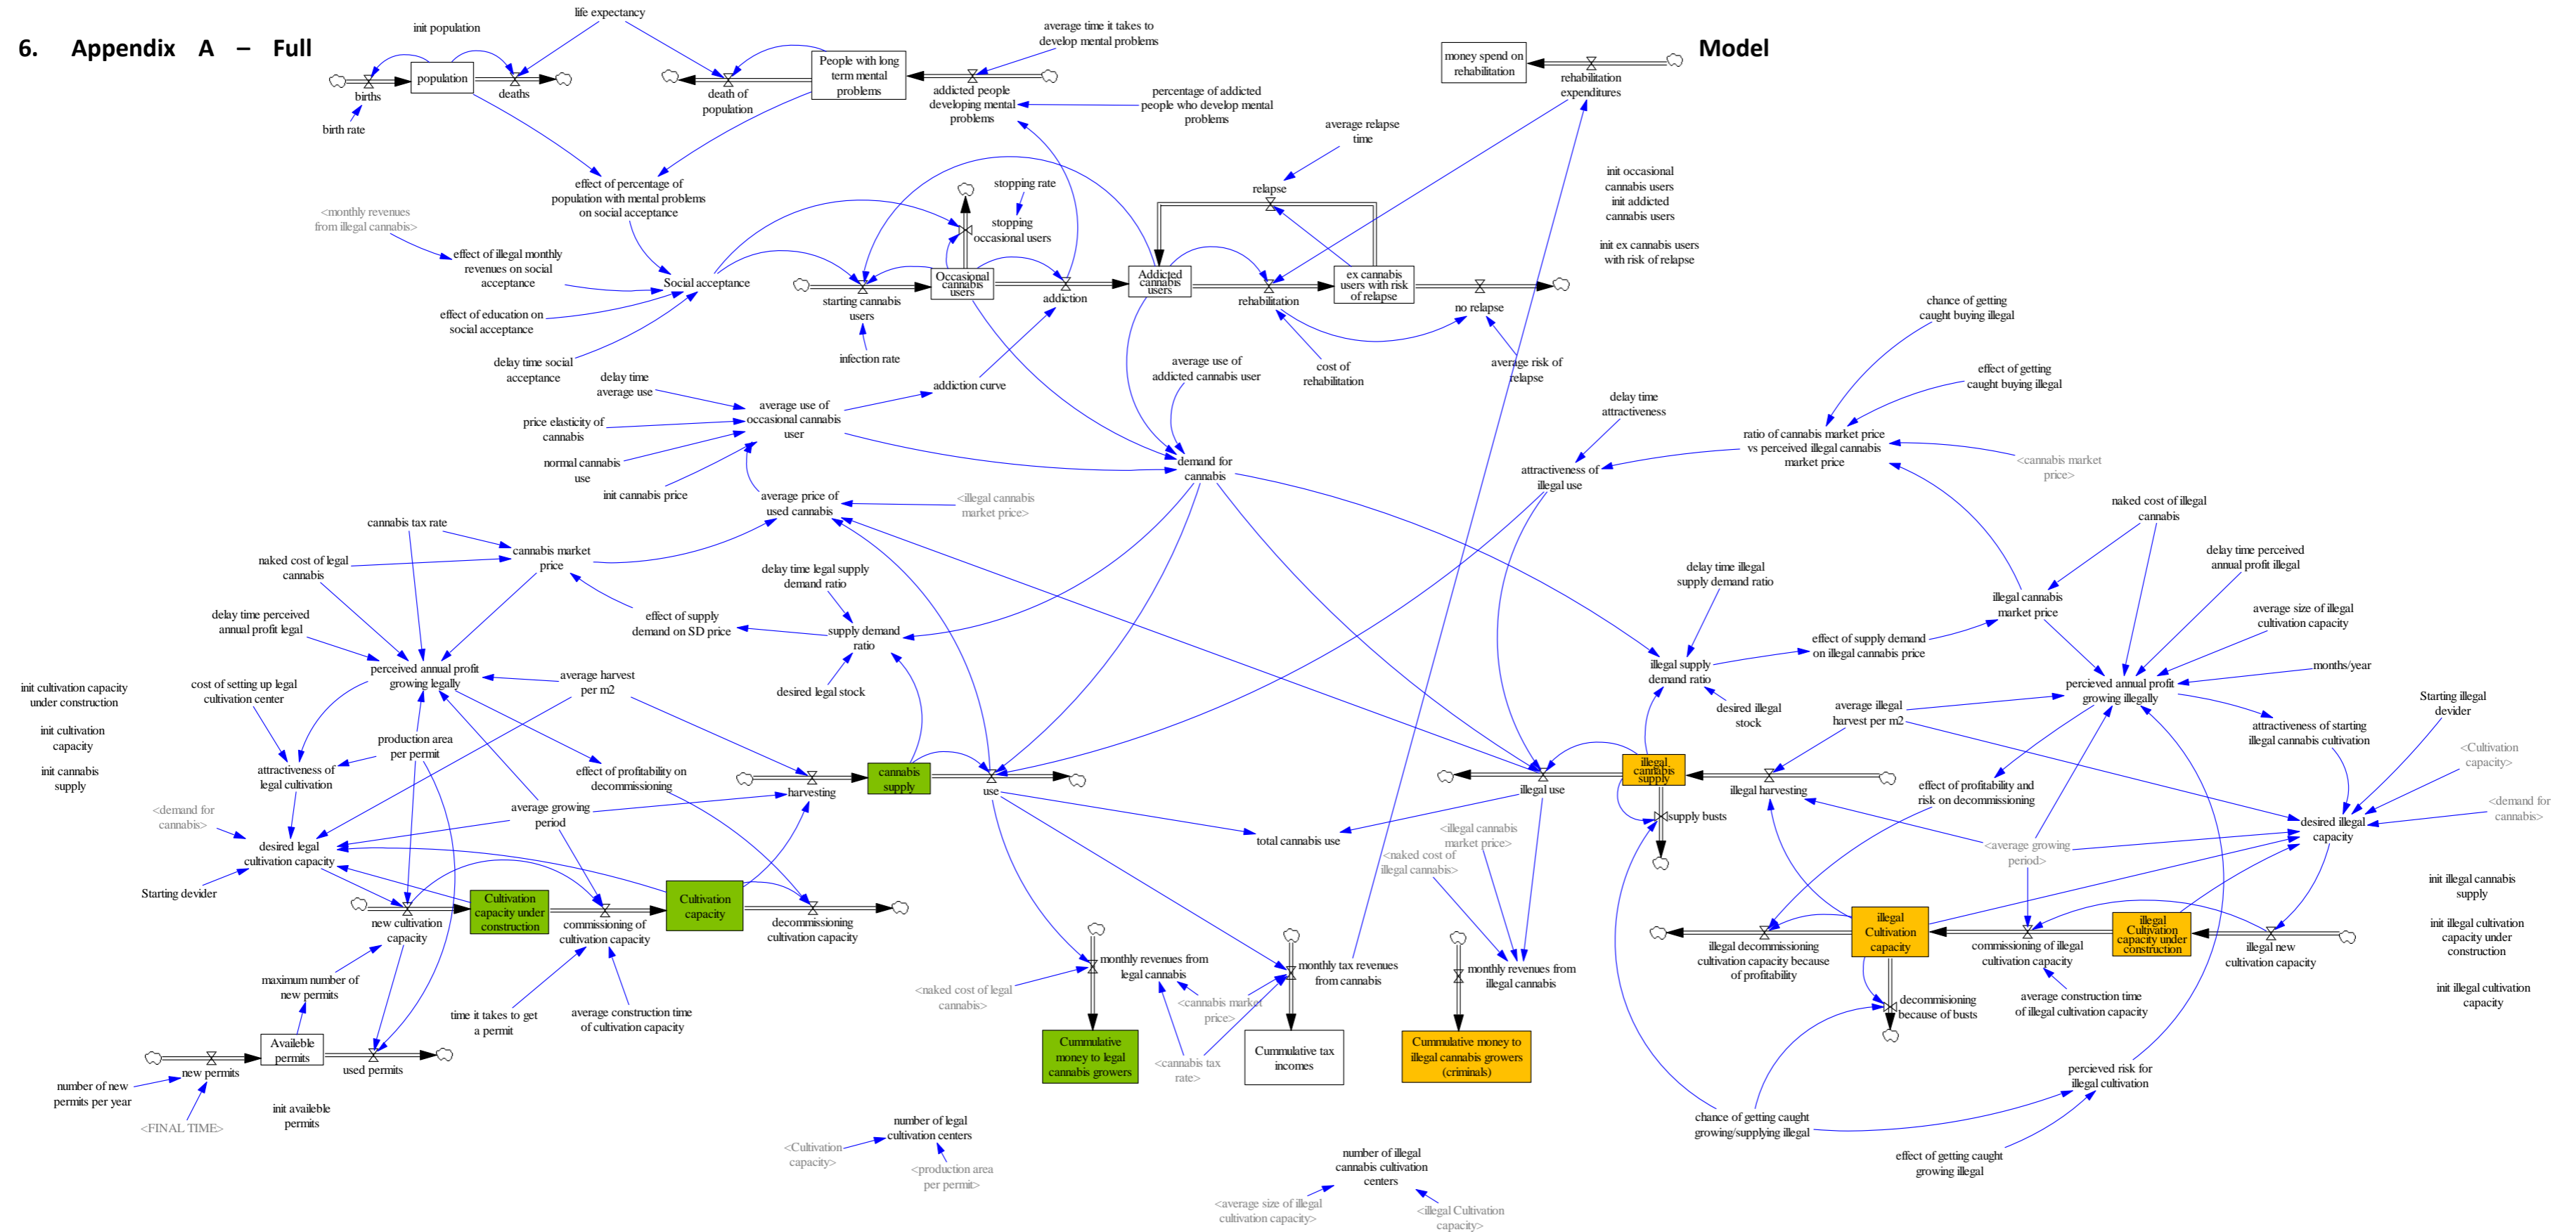 6. Appendix A – Full Model
init population
life expectancy
population
births
deaths
birth rate
death of
population
People with long
term mental
problems
average time it takes to
develop mental problems
addicted people
developing mental
problems
percentage of addicted
people who develop mental
problems
money spend on
rehabilitation
rehabilitation
expenditures
average relapse
time
relapse
init occasional
cannabis users
init addicted
cannabis users
init ex cannabis users
with risk of relapse
effect of percentage of
population with mental problems
on social acceptance
<monthly revenues
from illegal cannabis>
effect of illegal monthly
revenues on social
acceptance
Social acceptance
effect of education on
social acceptance
delay time social
acceptance
stopping rate
stopping
occasional users
starting cannabis
users
infection rate
Occasional
cannabis
users
addiction
Addicted
cannabis
users
rehabilitation
ex cannabis
users with risk
of relapse
no relapse
cost of
rehabilitation
average risk of
relapse
addiction curve
average use of
addicted cannabis user
delay time
average use
price elasticity of
cannabis
normal cannabis
use
init cannabis price
average use of
occasional cannabis
user
average price of
used cannabis
<illegal cannabis
market price>
demand for
cannabis
delay time
attractiveness
attractiveness of
illegal use
chance of getting
caught buying illegal
effect of getting
caught buying illegal
ratio of cannabis market price
vs perceived illegal cannabis
market price
<cannabis market
price>
cannabis tax rate
naked cost of legal
cannabis
cannabis market
price
delay time perceived
annual profit legal
delay time legal supply
demand ratio
effect of supply
demand on SD price
supply demand
ratio
desired legal stock
perceived annual profit
growing legally
average harvest
per m2
cost of setting up legal
cultivation center
production area
per permit
attractiveness of
legal cultivation
effect of profitability on
decommissioning
average growing
period
init cultivation capacity
under construction
init cultivation
capacity
init cannabis
supply
<demand for
cannabis>
desired legal
cultivation capacity
Starting devider
harvesting
cannabis
supply
use
total cannabis use
illegal use
illegal
cannabis
supply
supply busts
illegal harvesting
naked cost of illegal
cannabis
delay time perceived
annual profit illegal
delay time illegal
supply demand ratio
illegal cannabis
market price
average size of illegal
cultivation capacity
effect of supply demand
on illegal cannabis price
illegal supply
demand ratio
desired illegal
stock
months/year
percieved annual profit
growing illegally
average illegal
harvest per m2
Starting illegal
devider
attractiveness of starting
illegal cannabis cultivation
<Cultivation
capacity>
effect of profitability and
risk on decommissioning
<demand for
cannabis>
desired illegal
capacity
<average growing
period>
<illegal cannabis
market price>
<naked cost of
illegal cannabis>
new cultivation
capacity
Cultivation
capacity under
construction
commissioning of
cultivation capacity
Cultivation
capacity
decommissioning
cultivation capacity
maximum number of
new permits
time it takes to get
a permit
average construction time
of cultivation capacity
Available
permits
new permits
used permits
number of new
permits per year
<FINAL TIME>
init availeble
permits
<naked cost of legal
cannabis>
monthly revenues from
legal cannabis
<cannabis market
price>
<cannabis tax
rate>
monthly tax revenues
from cannabis
monthly revenues from
illegal cannabis
Cummulative
money to legal
cannabis growers
Cummulative tax
incomes
Cummulative money to
illegal cannabis growers
(criminals)
illegal decommissioning
cultivation capacity because
of profitability
illegal
Cultivation
capacity
commissioning of illegal
cultivation capacity
illegal
Cultivation
capacity under
construction
illegal new
cultivation capacity
decommisioning
because of busts
average construction time
of illegal cultivation capacity
init illegal cannabis
supply
init illegal cultivation
capacity under
construction
init illegal cultivation
capacity
percieved risk for
illegal cultivation
chance of getting caught
growing/supplying illegal
effect of getting caught
growing illegal
number of legal
cultivation centers
<Cultivation
capacity>
<production area
per permit>
number of illegal
cannabis cultivation
centers
<average size of illegal
cultivation capacity>
<illegal Cultivation
capacity>